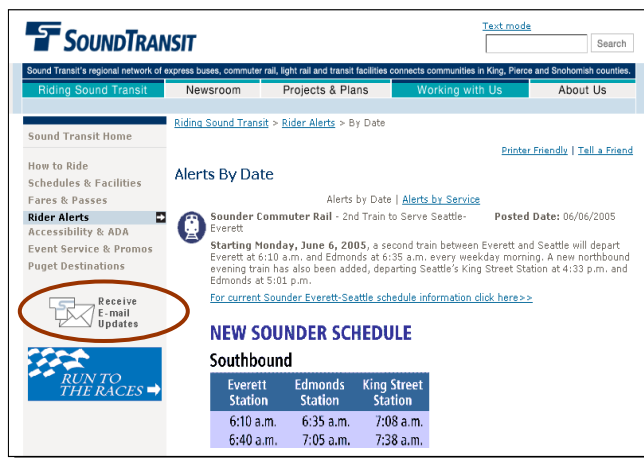 Text mode
SOUNDTRANSIT
Search
Sound Transit's regional network of express buses, commuter rail, light rail and transit facilities connects communities in King, Pierce and Snohomish counties.
Riding Sound Transit Newsroom Projects & Plans Working with Us About Us
Riding Sound Transit > Rider Alerts > By Date
Sound Transit Home
Printer Friendly | Tell a Friend
How to Ride
Schedules & Facilities
Fares & Passes
Rider Alerts
Accessibility & ADA
Event Service & Promos
Puget Destinations
Receive
E-mail
Updates
RUN TO
THE RACES
Alerts By Date
Alerts by Date | Alerts by Service
Sounder Commuter Rail - 2nd Train to Serve Seattle- Posted Date: 06/06/2005
Everett
Starting Monday, June 6, 2005, a second train between Everett and Seattle will depart
Everett at 6:10 a.m. and Edmonds at 6:35 a.m. every weekday morning. A new northbound
evening train has also been added, departing Seattle's King Street Station at 4:33 p.m. and
Edmonds at 5:01 p.m.
For current Sounder Everett-Seattle schedule information click here>>
NEW SOUNDER SCHEDULE
Southbound
Everett Edmonds King Street
Station Station Station
6:10 a.m. 6:35 a.m. 7:08 a.m.
6:40 a.m. 7:05 a.m. 7:38 a.m.